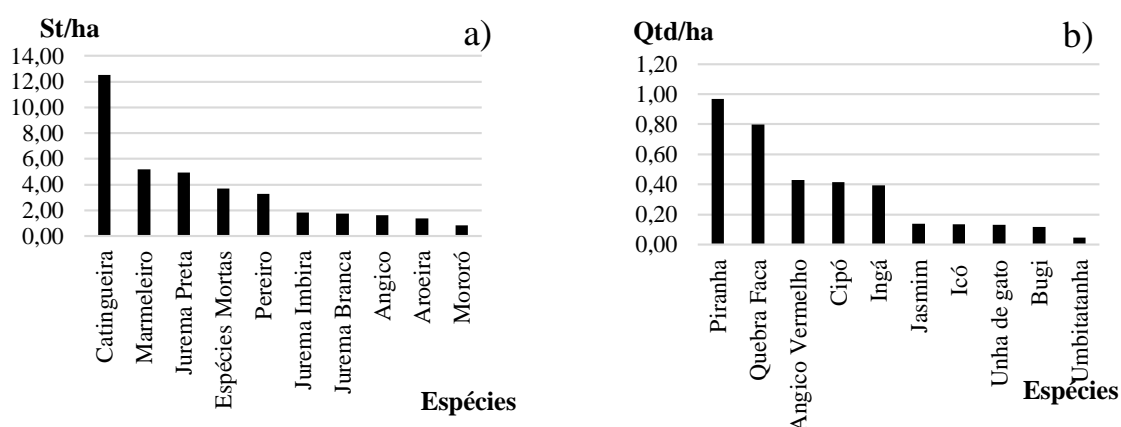 St/ha
a)
14,00
12,00
10,00
8,00
6,00
4,00
2,00
0,00
Catingueira
Marmeleiro
Jurema Preta
Espécies Mortas
Pereiro
Jurema Imbira
Jurema Branca
Angico
Aroeira
Mororó
Espécies
Qtd/ha
b)
1,20
1,00
0,80
0,60
0,40
0,20
0,00
Piranha
Quebra Faca
Angico Vermelho
Cipó
Ingá
Jasmim
Icó
Unha de gato
Bugi
Umbitatanha
Espécies